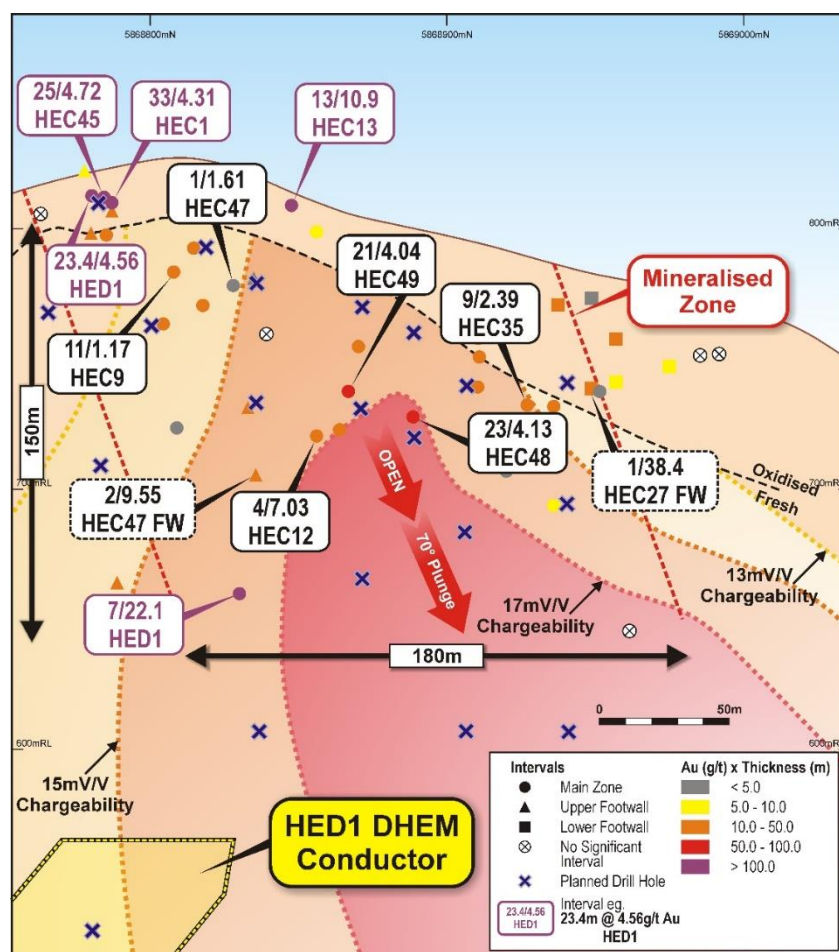 5868800mN
5868900mN
5869000mN
25/4.72
HEC45
33/4.31
HEC1
13/10.9
HEC13
1/1.61
HEC47
800mRL
23.4/4.56
HED1
21/4.04
HEC49
Mineralised
Zone
9/2.39
HEC35
11/1.17
HEC9
150m
23/4.13
HEC48
1/38.4
HEC27 FW
OPEN
Oxidised
Fresh
700mRL
2/9.55
HEC47 FW
4/7.03
HEC12
70° Plunge
13mV/V
Chargeability
17mV/V
Chargeability
7/22.1
HED1
180m
0
50m
600mRL
600mRL
15mV/V
Chargeability
HED1 DHEM
Conductor
Intervals
Main Zone
Upper Footwall
Lower Footwall
No Significant
Interval
Planned Drill Hole
Interval eg.
23.4/4.56
HED1
23.4m @ 4.56g/t Au
HED1
Au (g/t) x Thickness (m)
< 5.0
5.0 - 10.0
10.0 - 50.0
50.0 - 100.0
> 100.0